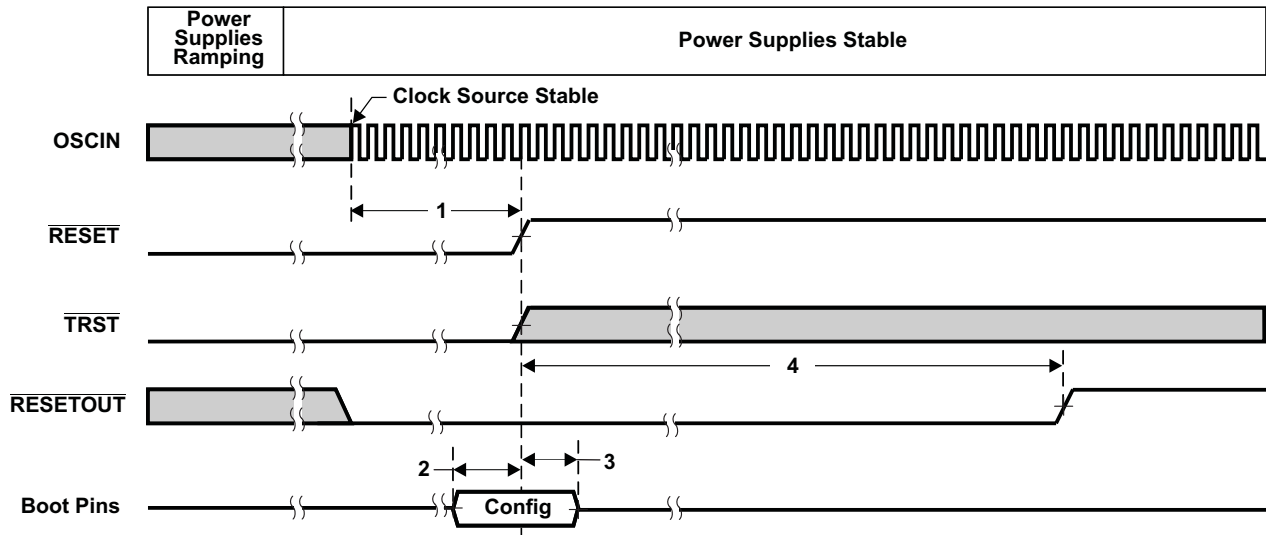 Power
Supplies
Ramping
Power Supplies Stable
Clock Source Stable
OSCIN
1
RESET
TRST
4
RESETOUT
2
3
Boot Pins
Config